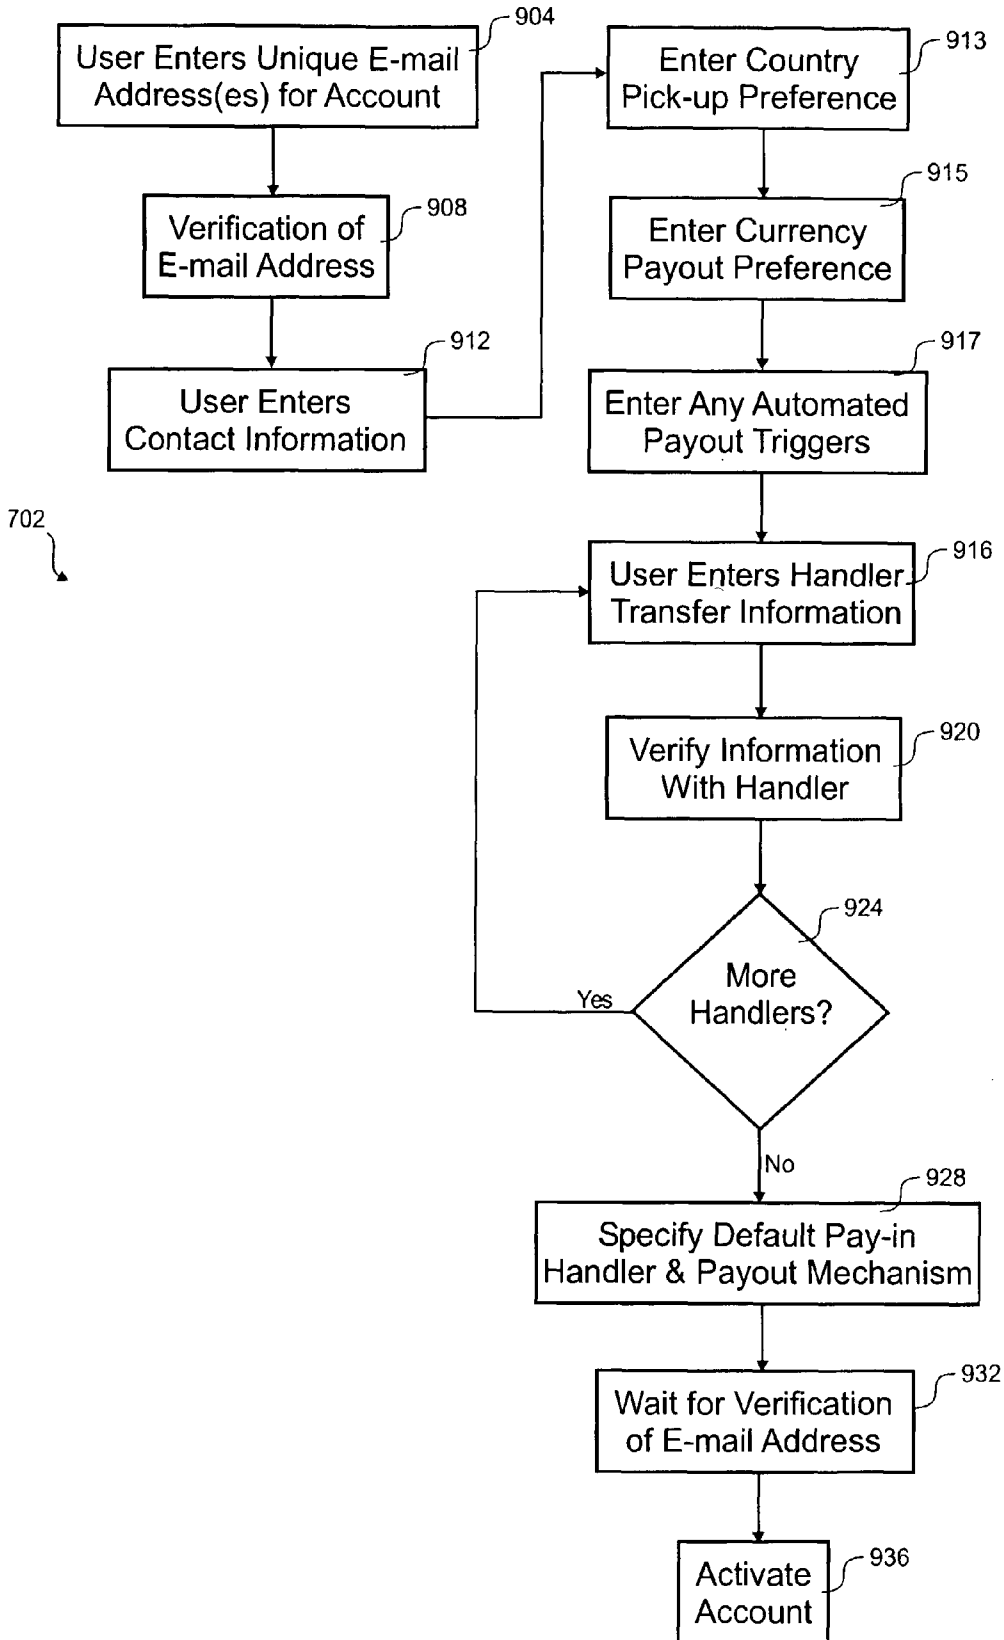 904
User Enters Unique E-mail
Address(es) for Account
908
Verification of
E-mail Address
912
User Enters
Contact Information
702
913
Enter Country
Pick-up Preference
915
Enter Currency
Payout Preference
917
Enter Any Automated
Payout Triggers
916
User Enters Handler
Transfer Information
920
Verify Information
With Handler
924
More
Handlers?
Yes
No
928
Specify Default Pay-in
Handler & Payout Mechanism
932
Wait for Verification
of E-mail Address
936
Activate
Account